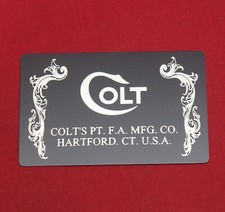 COLT
COLT'S PT. F.A. MFG. CO.
HARTFORD. CT. U.S.A.